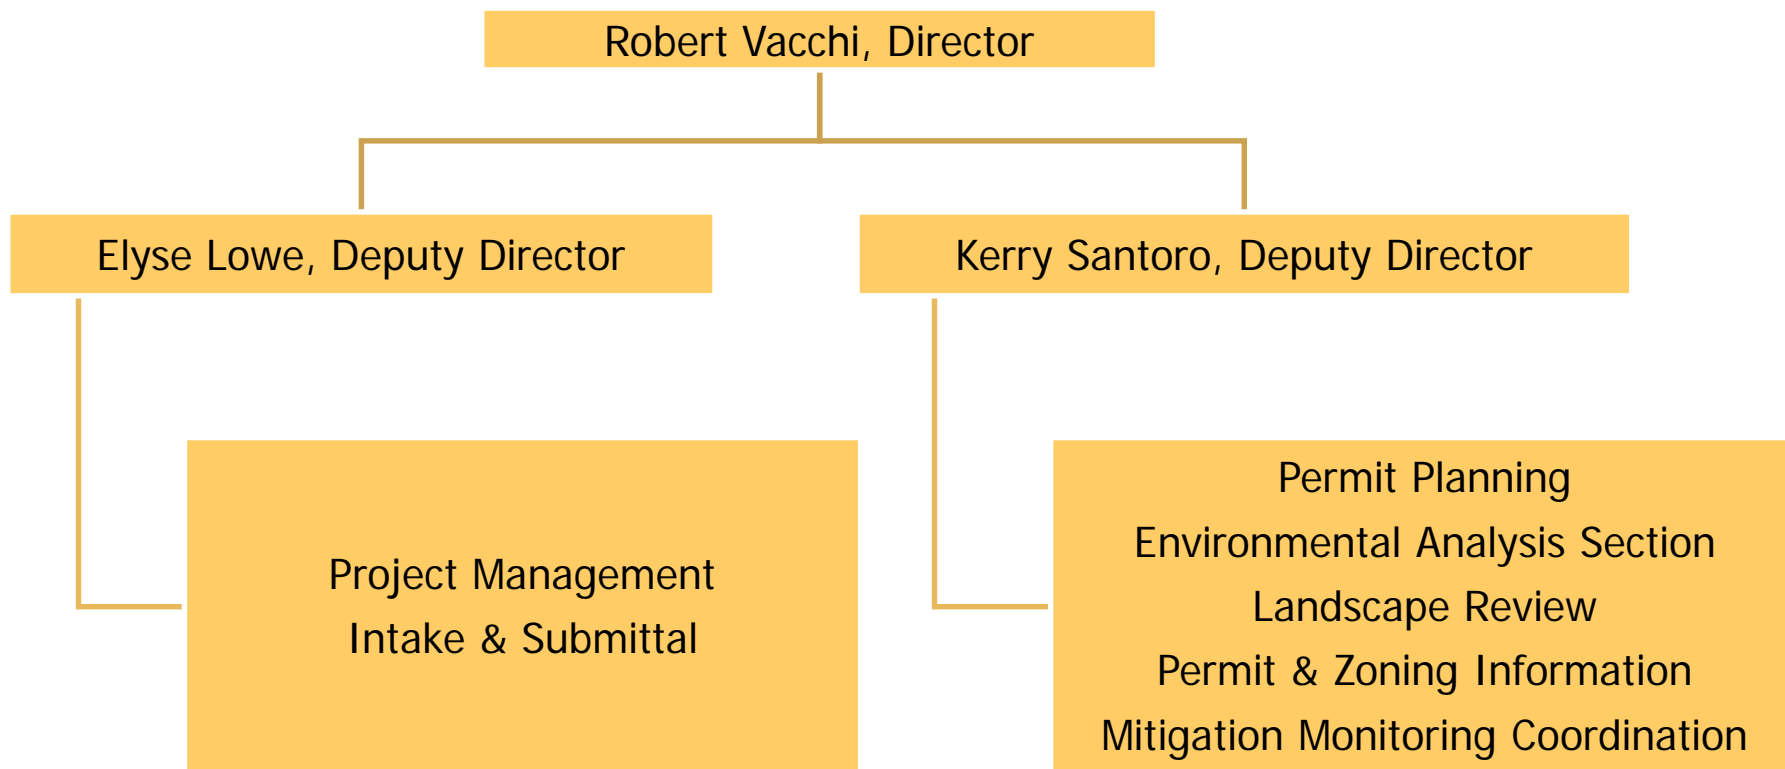 Robert Vacchi, Director
Elyse Lowe, Deputy Director
Kerry Santoro, Deputy Director
Project Management
Intake & Submittal
Permit Planning
Environmental Analysis Section
Landscape Review
Permit & Zoning Information
Mitigation Monitoring Coordination